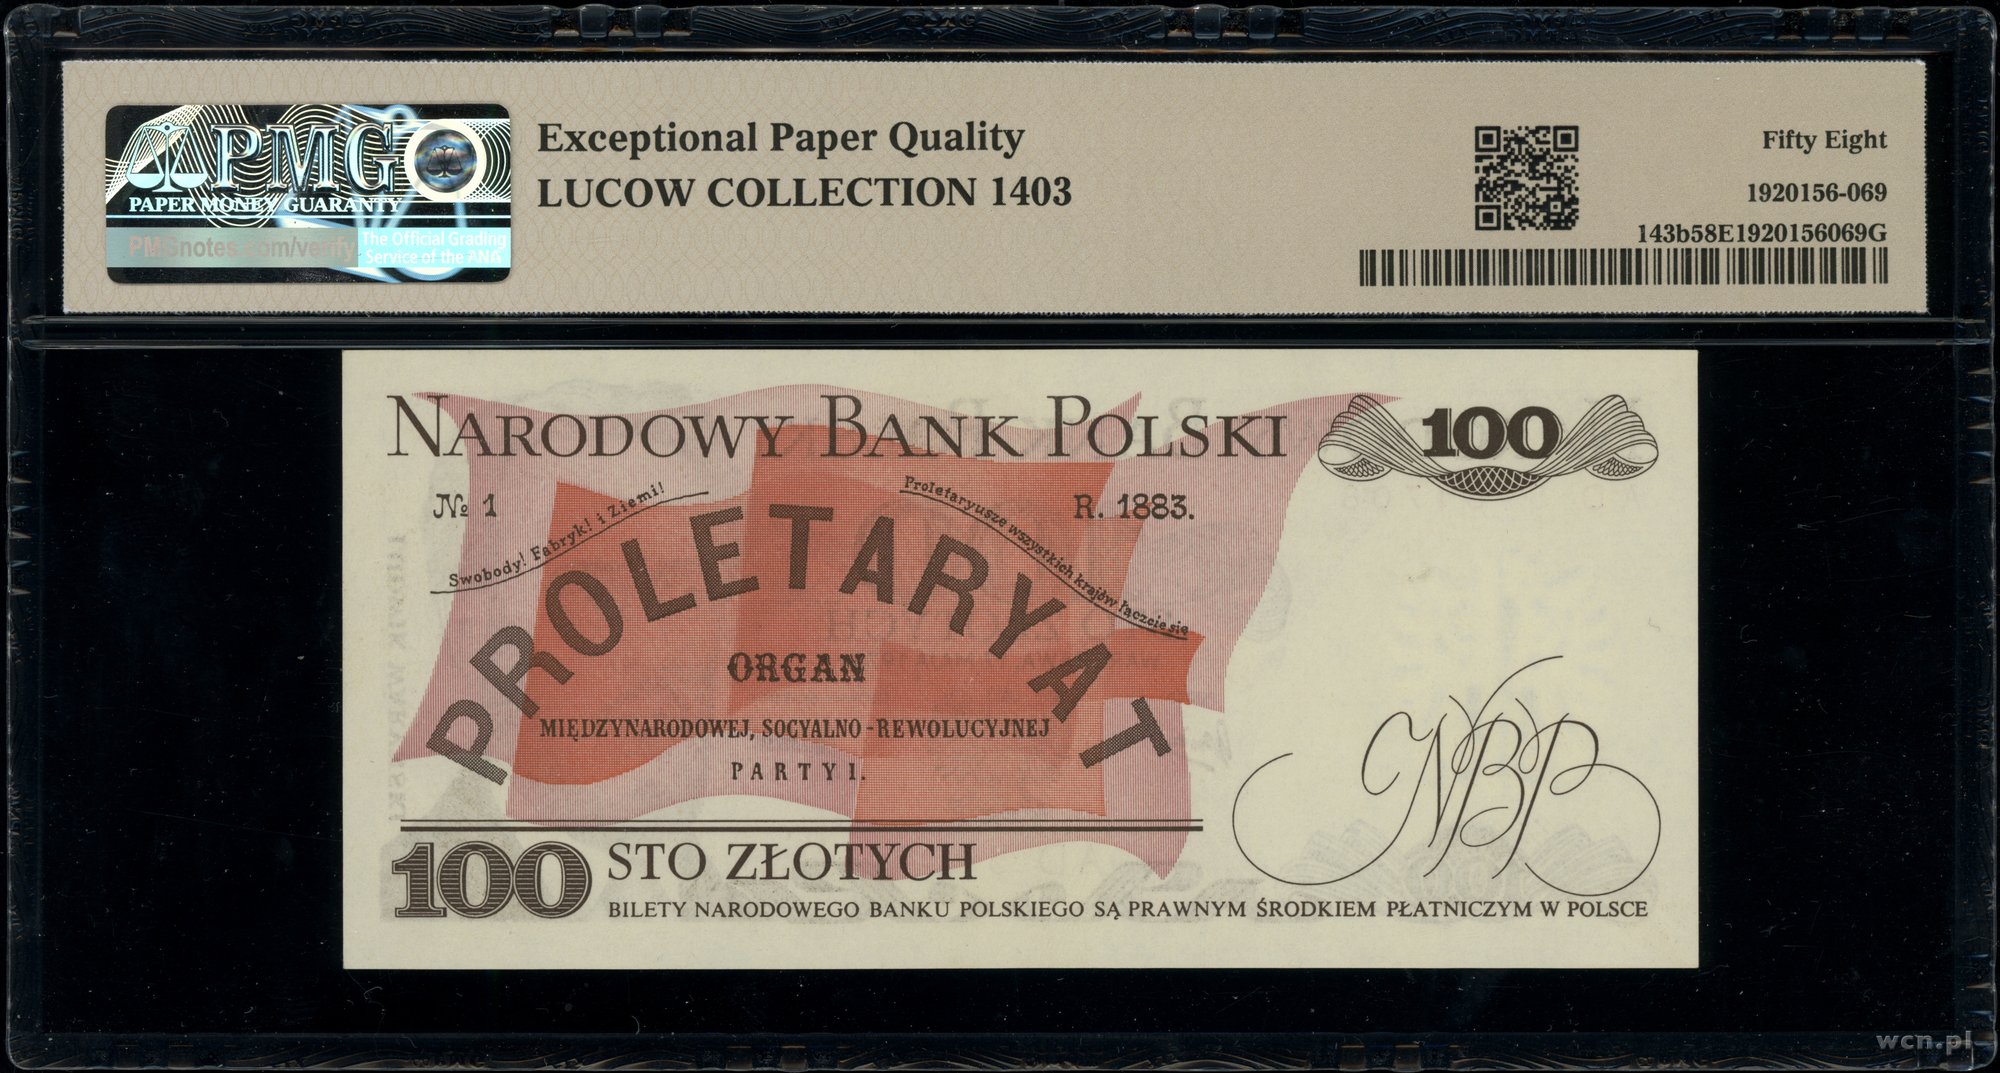 PMG
PAPER MONEY GUARANTY
PMGnotes.com/verify
The Official Grading
Service of the ANA
Exceptional Paper Quality
LUCOW COLLECTION 1403
Fifty Eight
1920156-069
143b58E1920156069G
NARODOWY BANK POLSKI
100
№ 1
Swobody! Fabryk! i Ziemi!
Proletaryusze wszystkich krajów łączcie się
R. 1883.
PROLETARYAT
ORGAN
MIĘDZYNARODOWEJ, SOCYALNO-REWOLUCYJNEJ
PARTYI.
NBP
100
STO ZŁOTYCH
BILETY NARODOWEGO BANKU POLSKIEGO SĄ PRAWNYM ŚRODKIEM PŁATNICZYM W POLSCE
wcn.pl